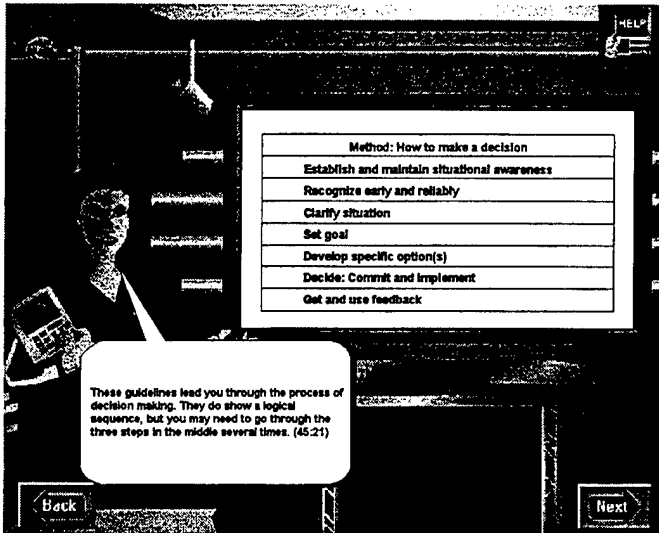 HELP
Method: How to make a decision
Establish and maintain situational awareness
Recognize early and reliably
Clarify situation
Set goal
Develop specific option(s)
Decide: Commit and implement
Get and use feedback
These guidelines lead you through the process of
decision making. They do show a logical
sequence, but you may need to go through the
three steps in the middle several times. (45:21)
Back
Next